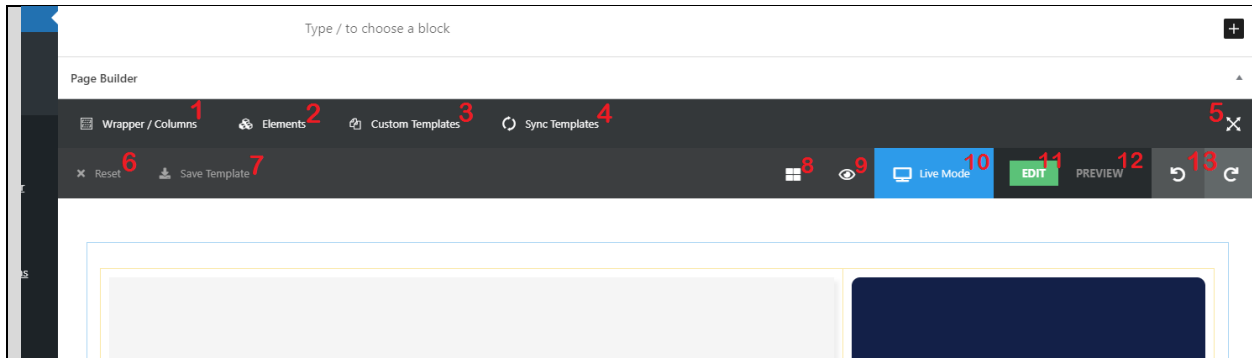 Type / to choose a block
Page Builder
Wrapper / Columns 1 Elements 2 Custom Templates 3 Sync Templates 4 5
Reset 6 Save Template 7 8 9 Live Mode 10 EDIT 11 PREVIEW 12 13